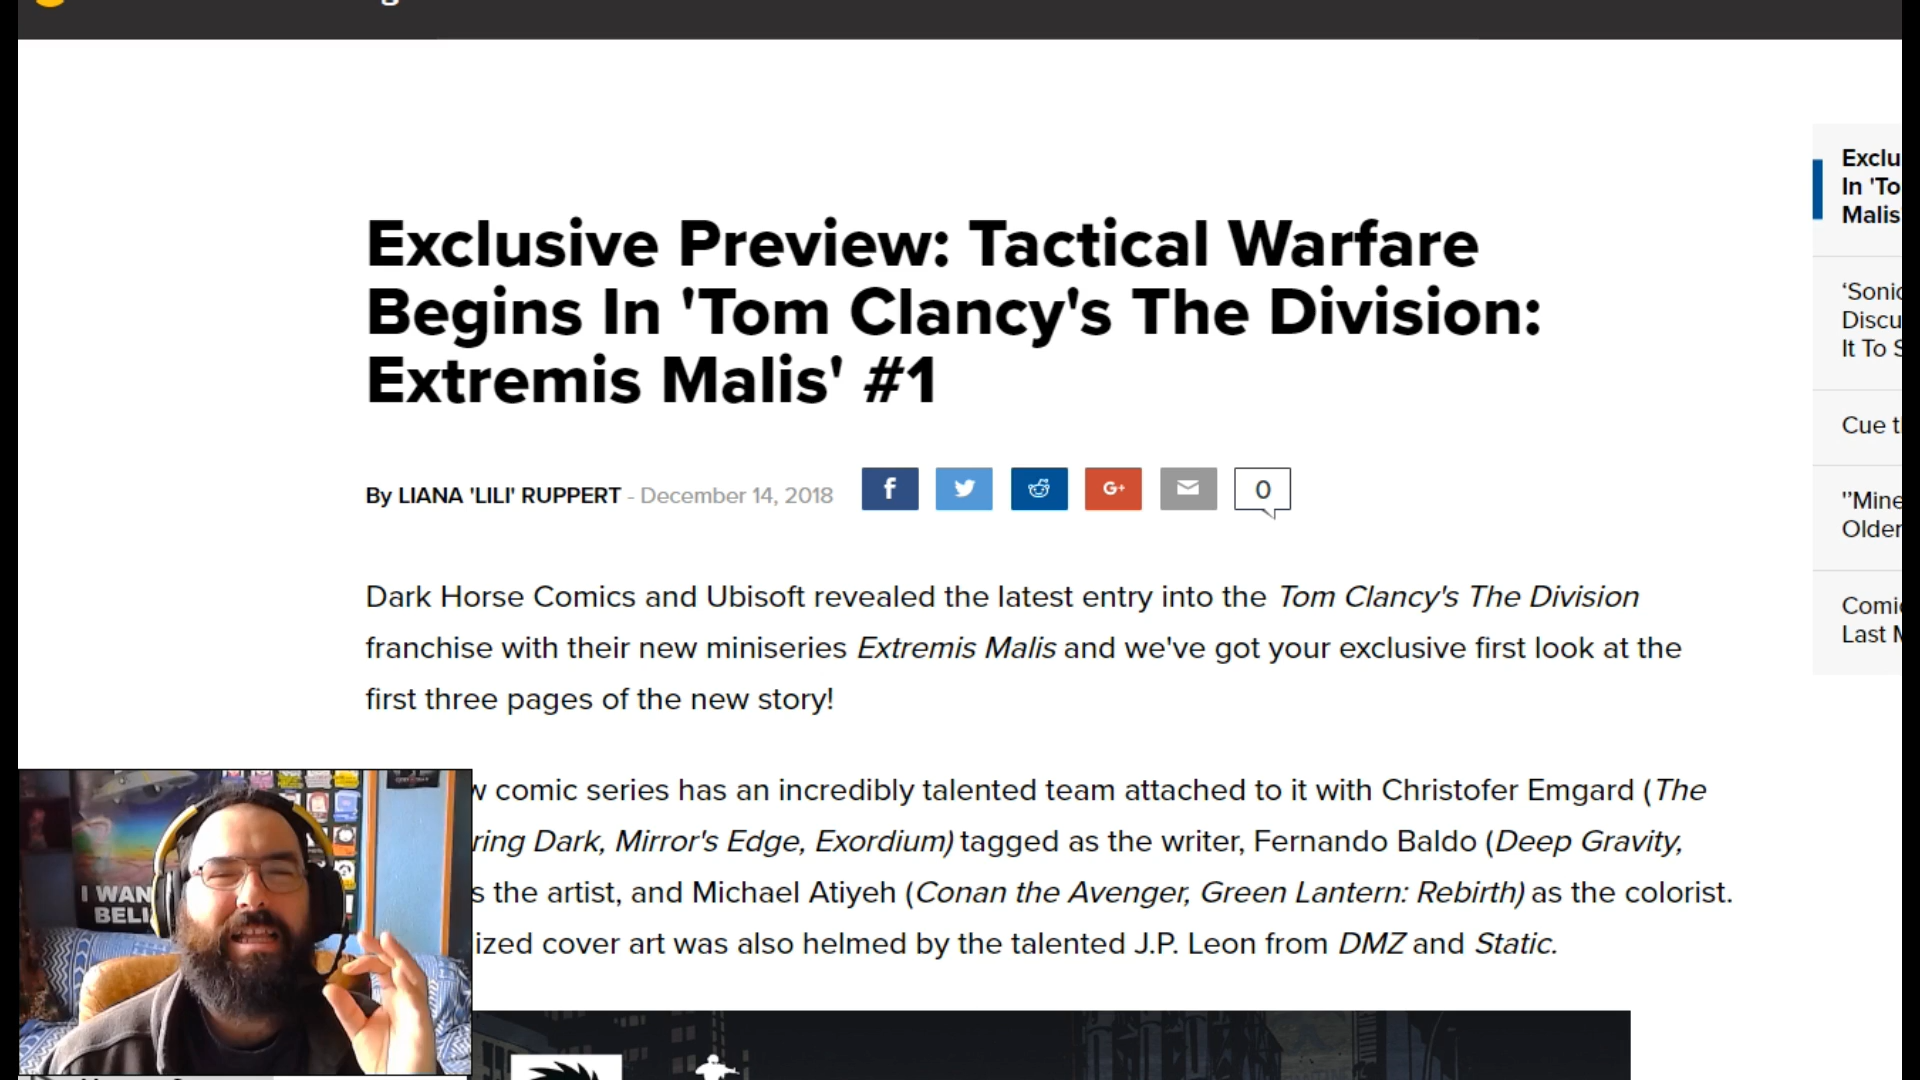 Exclusive Preview: Tactical Warfare
Begins In 'Tom Clancy's The Division:
Extremis Malis' #1
By LIANA 'LILI' RUPPERT - December 14, 2018
f
G+
0
Dark Horse Comics and Ubisoft revealed the latest entry into the Tom Clancy's The Division
franchise with their new miniseries Extremis Malis and we've got your exclusive first look at the
first three pages of the new story!
w comic series has an incredibly talented team attached to it with Christofer Emgard (The
ring Dark, Mirror's Edge, Exordium) tagged as the writer, Fernando Baldo (Deep Gravity,
s the artist, and Michael Atiyeh (Conan the Avenger, Green Lantern: Rebirth) as the colorist.
ized cover art was also helmed by the talented J.P. Leon from DMZ and Static.
Exclu
In 'To
Malis
'Sonic
Discu
It To S
Cue t
"Mine
Older
Comic
Last M
I WAN
BELI